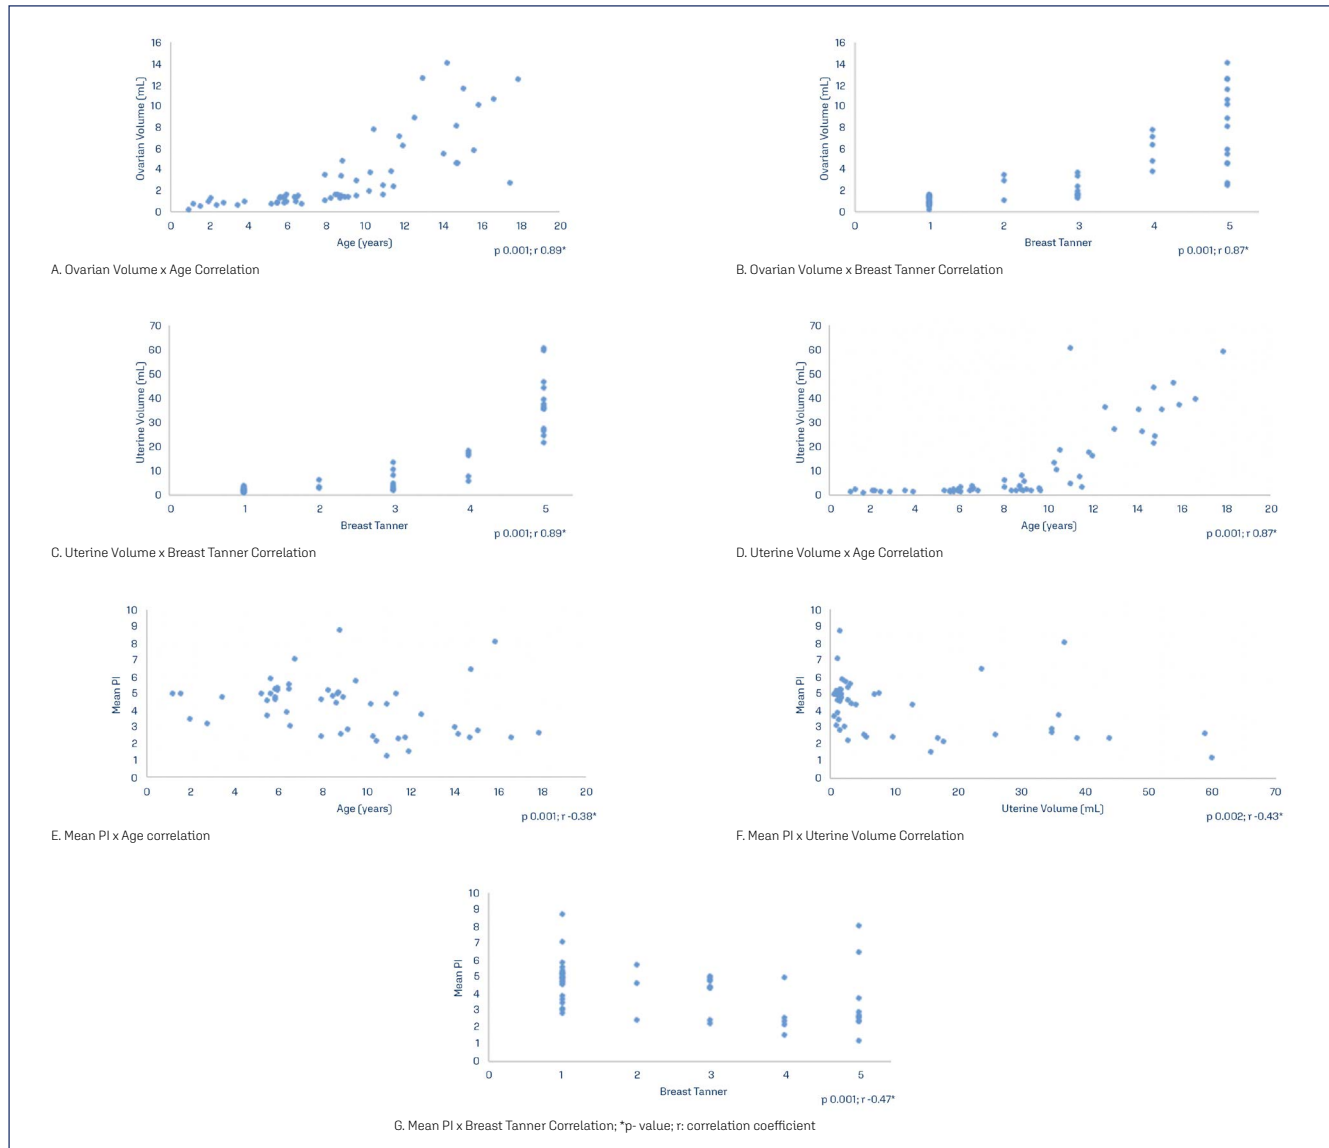 16
14
12
10
8
6
4
2
0
Ovarian Volume (mL)
0 2 4 6 8 10 12 14 16 18 20
Age (years)
p 0.001; r 0.89*
A. Ovarian Volume x Age Correlation
16
14
12
10
8
6
4
2
0
Ovarian Volume (mL)
0 1 2 3 4 5
Breast Tanner
p 0.001; r 0.87*
B. Ovarian Volume x Breast Tanner Correlation
70
60
50
40
30
20
10
0
Uterine Volume (mL)
0 1 2 3 4 5
Breast Tanner
p 0.001; r 0.89*
C. Uterine Volume x Breast Tanner Correlation
70
60
50
40
30
20
10
0
Uterine Volume (mL)
0 2 4 6 8 10 12 14 16 18 20
Age (years)
p 0.001; r 0.87*
D. Uterine Volume x Age Correlation
10
9
8
7
6
5
4
3
2
1
0
Mean PI
0 2 4 6 8 10 12 14 16 18 20
Age (years)
p 0.001; r -0.38*
E. Mean PI x Age correlation
10
9
8
7
6
5
4
3
2
1
0
Mean PI
0 10 20 30 40 50 60 70
Uterine Volume (mL)
p 0.002; r -0.43*
F. Mean PI x Uterine Volume Correlation
10
9
8
7
6
5
4
3
2
1
0
Mean PI
0 1 2 3 4 5
Breast Tanner
p 0.001; r -0.47*
G. Mean PI x Breast Tanner Correlation; *p- value; r: correlation coefficient